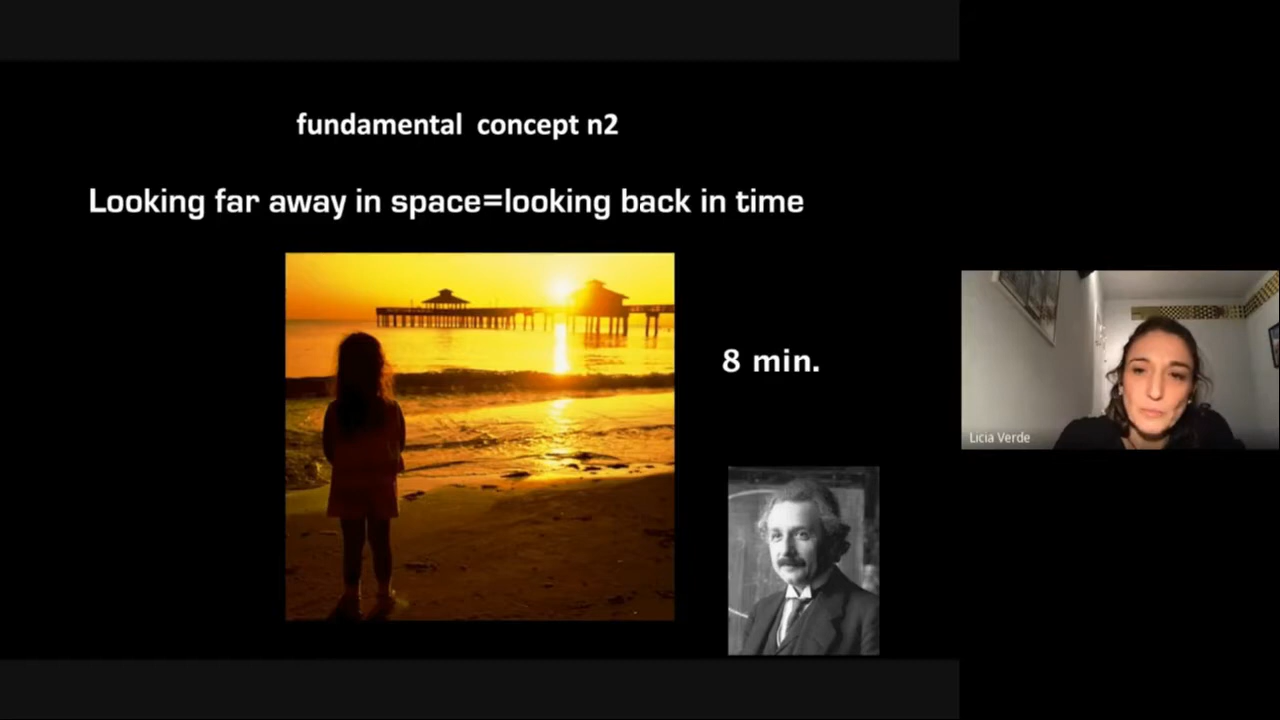 fundamental concept n2
Looking far away in space=looking back in time
8 min.
Licia Verde